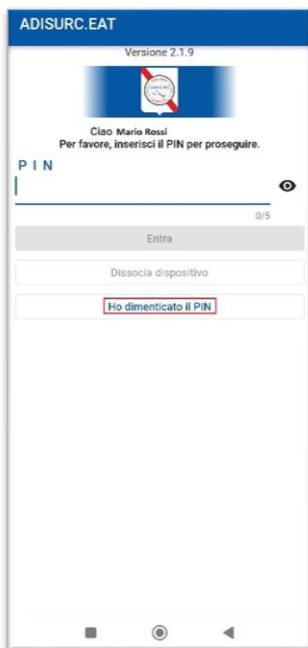 ADISURC.EAT
Versione 2.1.9
Ciao Mario Rossi
Per favore, inserisci il PIN per proseguire.
PIN
0/5
Entra
Dissocia dispositivo
Ho dimenticato il PIN